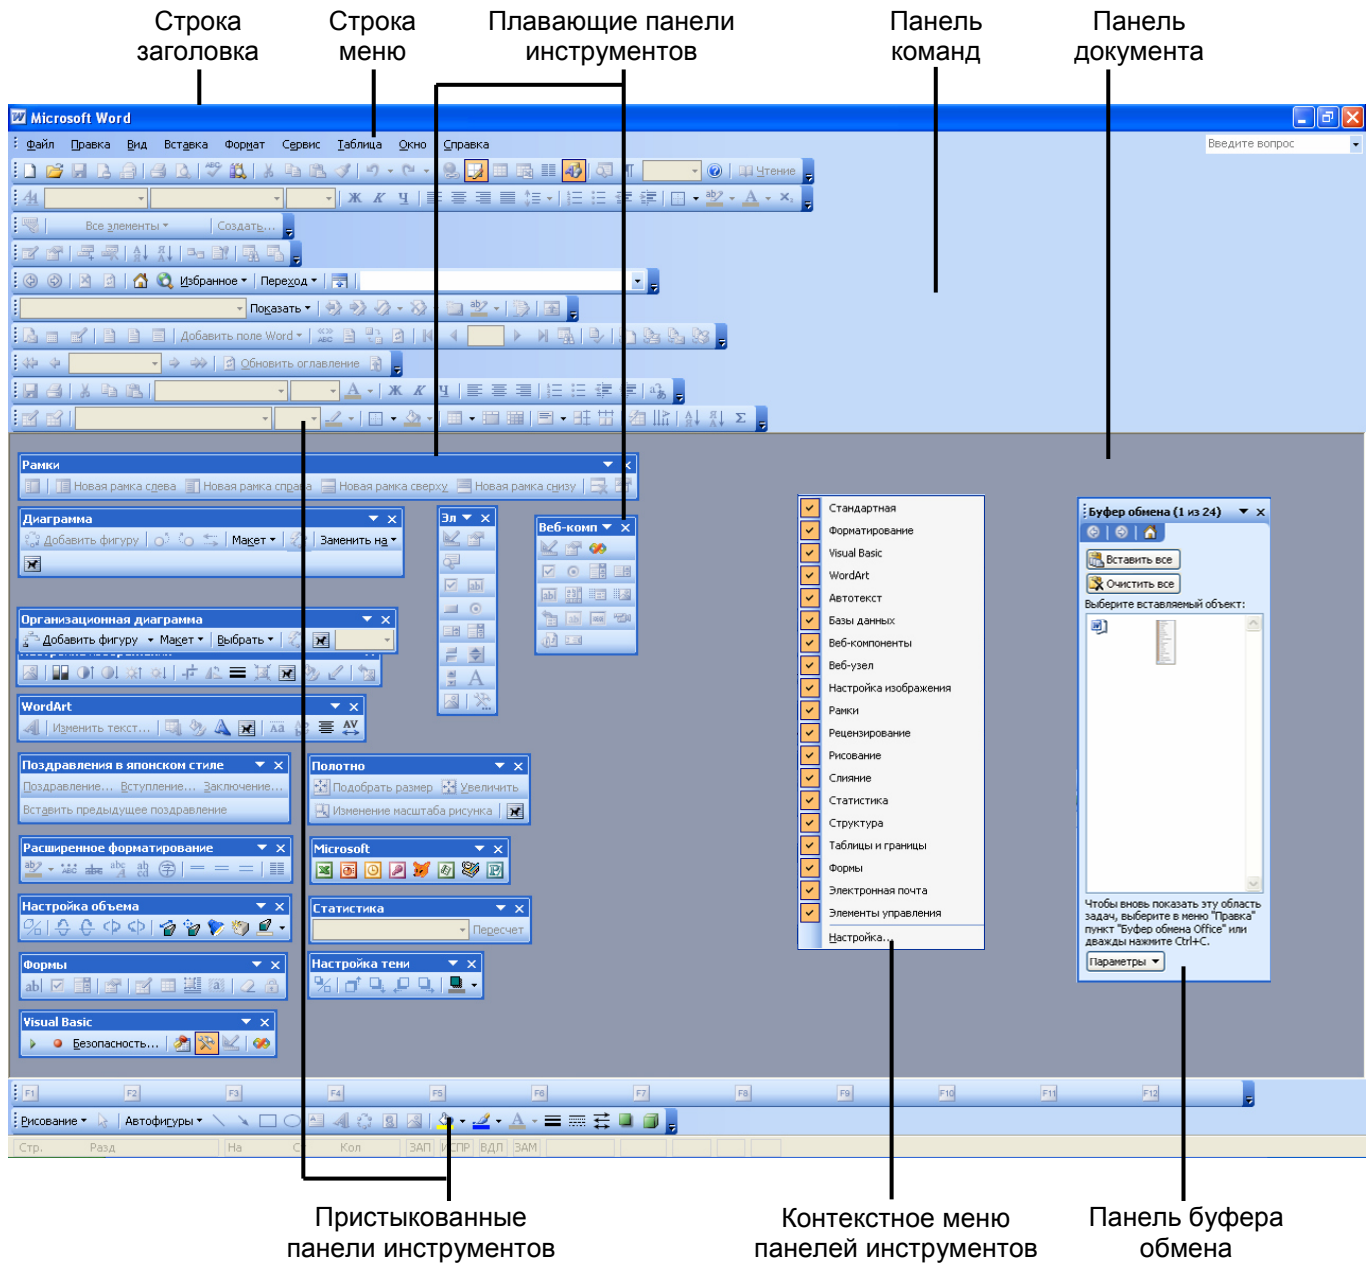 Строка заголовка
Строка меню
Плавающие панели инструментов
Панель команд
Панель документа
Microsoft Word
Файл Правка Вид Вставка Формат Сервис Таблица Окно Справка
Введите вопрос
Чтение
Ж К Ч
Все элементы Создать...
Избранное Переход
Показать
Добавить поле Word
Обновить оглавление
Ж К Ч
Рамки
Новая рамка слева Новая рамка справа Новая рамка сверху Новая рамка снизу
Диаграмма
Добавить фигуру Макет Заменить на
Организационная диаграмма
Добавить фигуру Макет Выбрать
WordArt
Изменить текст...
Поздравления в японском стиле
Поздравление... Вступление... Заключение...
Вставить предыдущее поздравление
Расширенное форматирование
Настройка объема
Формы
Visual Basic
Безопасность...
Полотно
Подобрать размер Увеличить
Изменение масштаба рисунка
Microsoft
Статистика
Пересчет
Настройка тени
Эл
Веб-комп
Стандартная
Форматирование
Visual Basic
WordArt
Автотекст
Базы данных
Веб-компоненты
Веб-узел
Настройка изображения
Рамки
Рецензирование
Рисование
Слияние
Статистика
Структура
Таблицы и границы
Формы
Электронная почта
Элементы управления
Настройка...
Буфер обмена (1 из 24)
Вставить все
Очистить все
Выберите вставляемый объект:
Чтобы вновь показать эту область
задач, выберите в меню "Правка"
пункт "Буфер обмена Office" или
дважды нажмите Ctrl+C.
Параметры
F1 F2 F3 F4 F5 F6 F7 F8 F9 F10 F11 F12
Рисование Автофигуры
Стр. Разд На Кол ЗАП ИСПР ВДЛ ЗАМ
Пристыкованные панели инструментов
Контекстное меню панелей инструментов
Панель буфера обмена